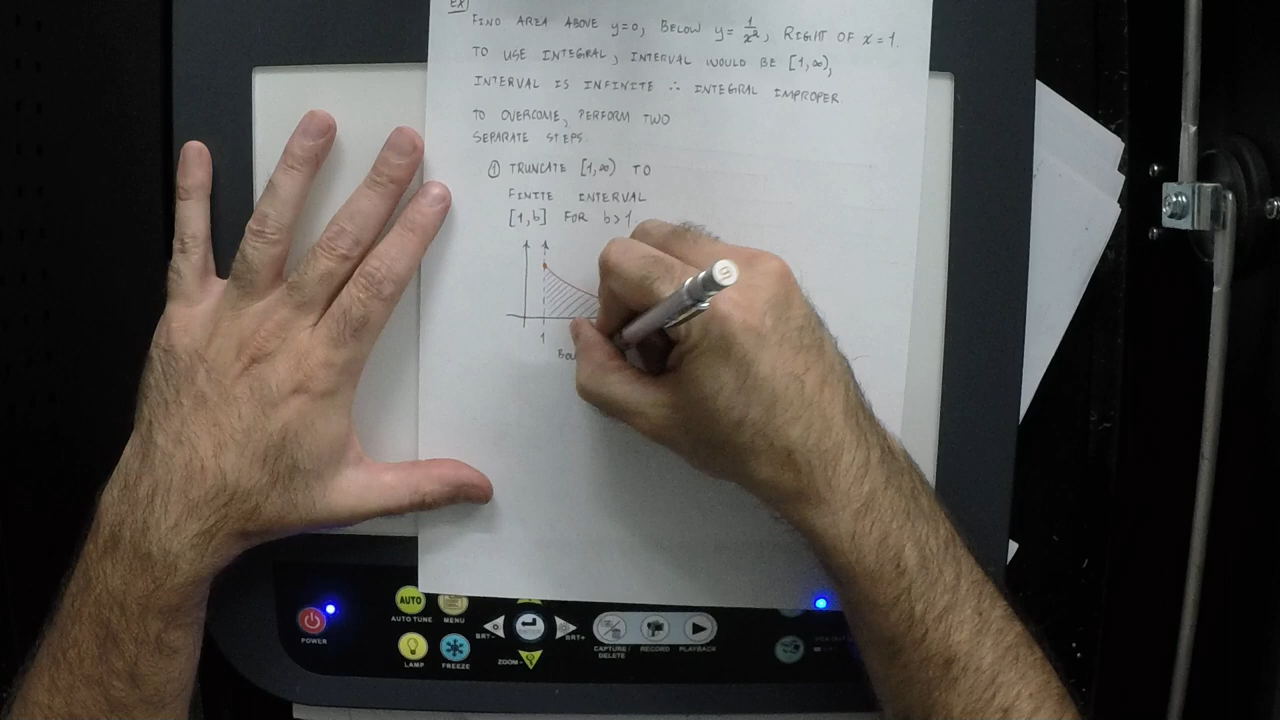 EX)
FIND AREA ABOVE y=0, BELOW y= 1/x², RIGHT OF x=1.
TO USE INTEGRAL, INTERVAL WOULD BE [1,∞),
INTERVAL IS INFINITE ∴ INTEGRAL IMPROPER.
TO OVERCOME, PERFORM TWO
SEPARATE STEPS.
① TRUNCATE [1,∞) TO
FINITE INTERVAL
[1,b] FOR b>1.
1
POWER
AUTO
AUTO TUNE
MENU
LAMP
FREEZE
BRT-
BRT+
ZOOM-
CAPTURE/
DELETE
RECORD
PLAYBACK